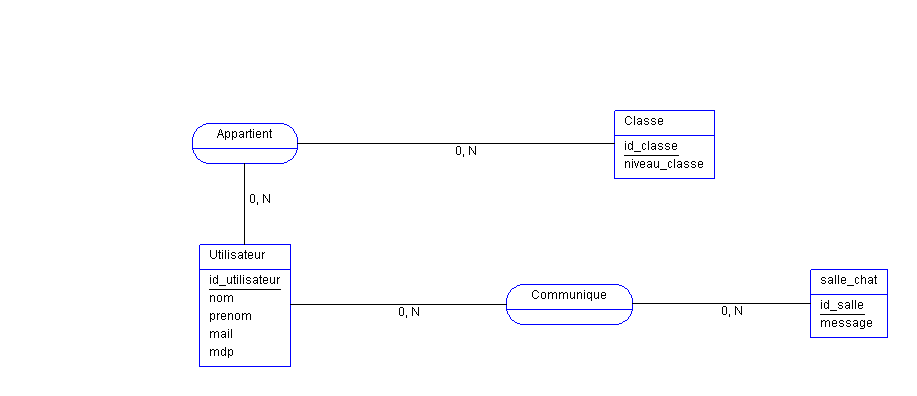 Classe
Appartient
id_classe
0, N
niveau_classe
0, N
Utilisateur
id_utilisateur
nom
prenom
mail
mdp
Communique
0, N
0, N
salle_chat
id_salle
message